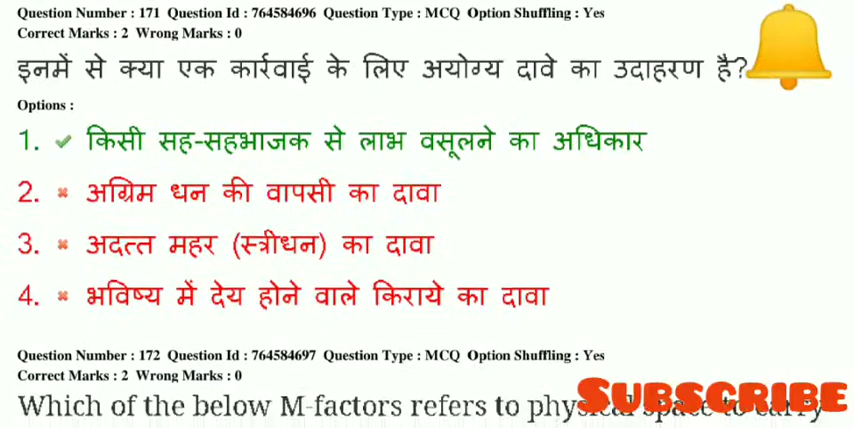 Question Number : 171 Question Id : 764584696 Question Type : MCQ Option Shuffling : Yes
Correct Marks : 2 Wrong Marks : 0
इनमें से क्या एक कार्रवाई के लिए अयोग्य दावे का उदाहरण है?
Options :
1. ✔ किसी सह-सहभाजक से लाभ वसूलने का अधिकार
2. ✖ अग्रिम धन की वापसी का दावा
3. ✖ अदत्त महर (स्त्रीधन) का दावा
4. ✖ भविष्य में देय होने वाले किराये का दावा
Question Number : 172 Question Id : 764584697 Question Type : MCQ Option Shuffling : Yes
Correct Marks : 2 Wrong Marks : 0
Which of the below M-factors refers to physical space to carry
SUBSCRIBE